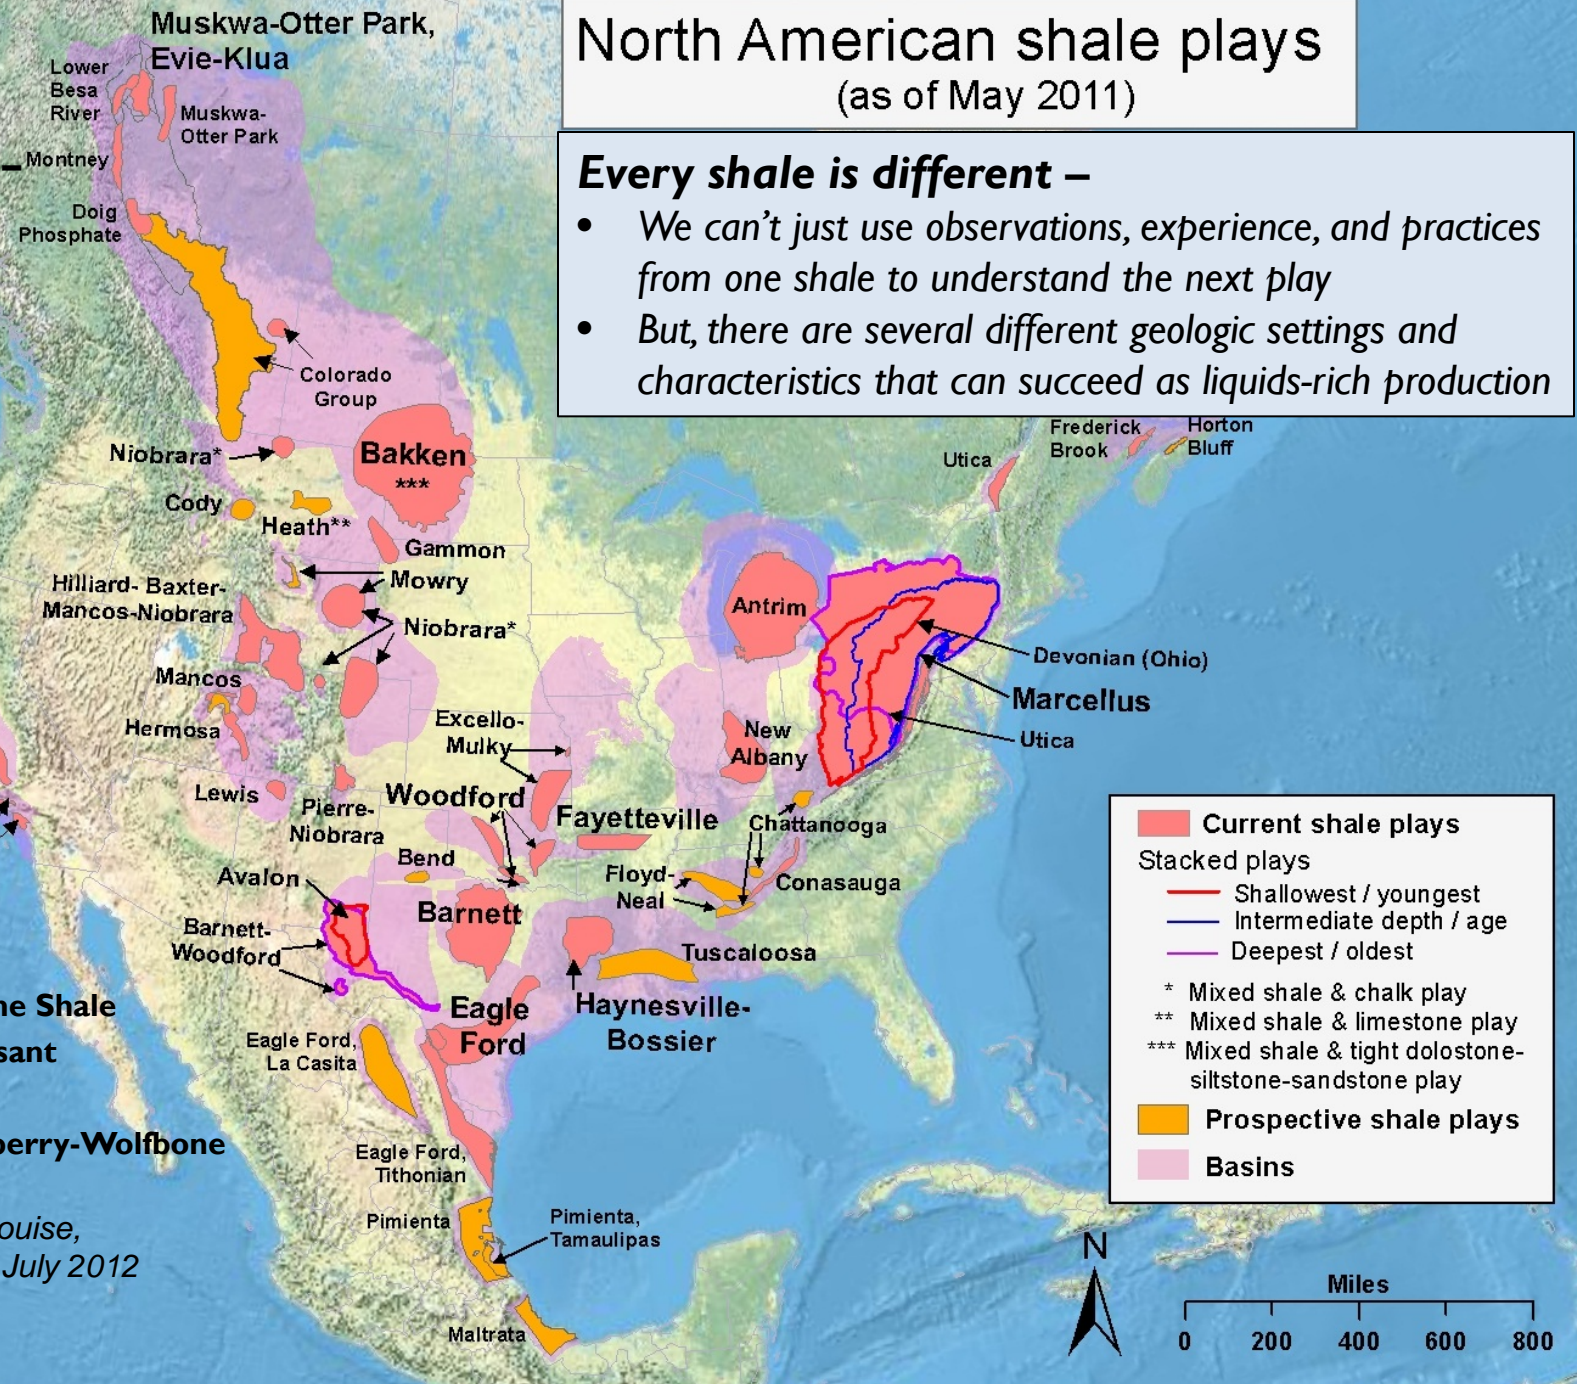 North American shale plays
(as of May 2011)
Every shale is different –
• We can't just use observations, experience, and practices
from one shale to understand the next play
• But, there are several different geologic settings and
characteristics that can succeed as liquids-rich production
Muskwa-Otter Park,
Evie-Klua
Lower
Besa
River
Muskwa-
Otter Park
Montney
Doig
Phosphate
Colorado
Group
Niobrara*
Bakken
***
Cody
Heath**
Gammon
Mowry
Hilliard- Baxter-
Mancos-Niobrara
Niobrara*
Mancos
Hermosa
Lewis
Pierre-
Niobrara
Excello-
Mulky
Woodford
Fayetteville
Bend
Avalon
Barnett
Barnett-
Woodford
Eagle
Ford
Haynesville-
Bossier
Tuscaloosa
Floyd-
Neal
Chattanooga
Conasauga
New
Albany
Antrim
Utica
Frederick
Brook
Horton
Bluff
Devonian (Ohio)
Marcellus
Utica
Eagle Ford,
La Casita
Eagle Ford,
Tithonian
Pimienta
Pimienta,
Tamaulipas
Maltrata
ne Shale
sant
berry-Wolfbone
ouise,
July 2012
Current shale plays
Stacked plays
Shallowest / youngest
Intermediate depth / age
Deepest / oldest
* Mixed shale & chalk play
** Mixed shale & limestone play
*** Mixed shale & tight dolostone-
siltstone-sandstone play
Prospective shale plays
Basins
N
Miles
0 200 400 600 800